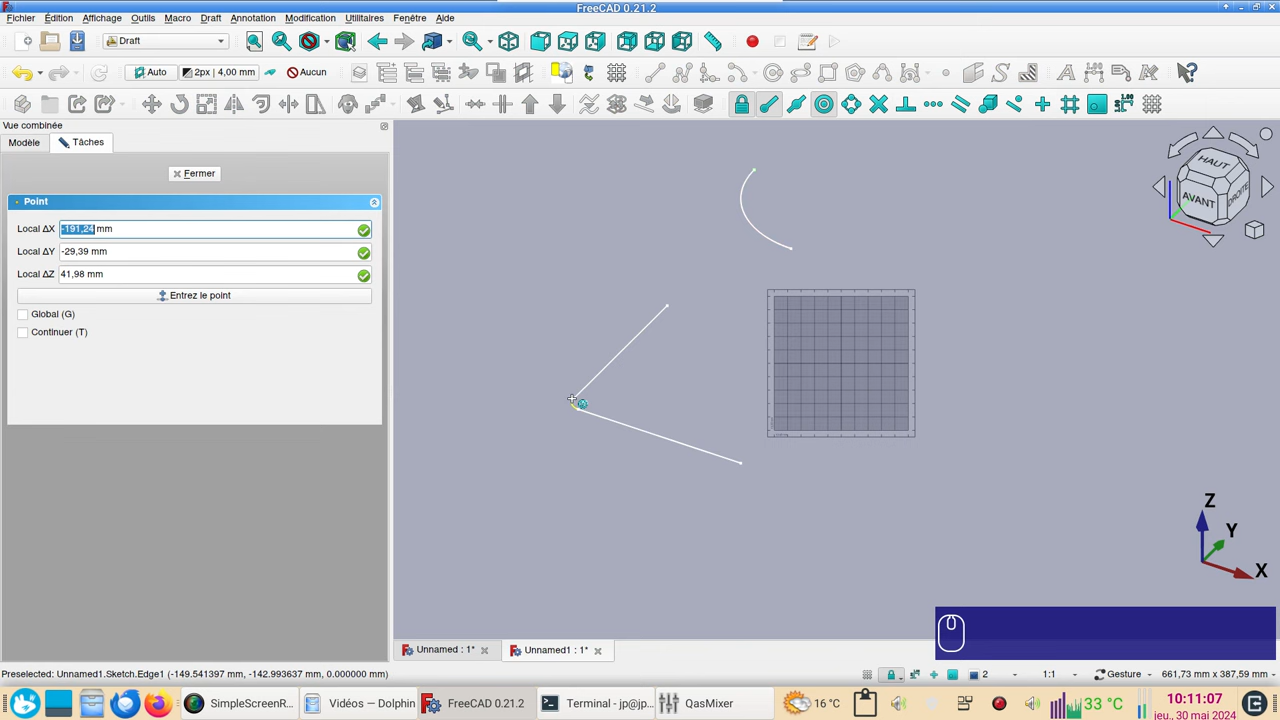 FreeCAD 0.21.2
Fichier Édition Affichage Outils Macro Draft Annotation Modification Utilitaires Fenêtre Aide
Draft
Auto 2px | 4,00 mm Aucun
Vue combinée
Modèle Tâches
Fermer
Point
Local ΔX -191,24 mm
Local ΔY -29,39 mm
Local ΔZ 41,98 mm
Entrez le point
Global (G)
Continuer (T)
HAUT
AVANT
DROITE
Z
Y
X
Unnamed : 1* Unnamed1 : 1*
Preselected: Unnamed1.Sketch.Edge1 (-149.541397 mm, -142.993637 mm, 0.000000 mm) 2 1:1 Gesture 661,73 mm x 387,59 mm
SimpleScreenR... Vidéos — Dolphin FreeCAD 0.21.2 Terminal - jp@jp... QasMixer 16 °C 33 °C 10:11:07
jeu., 30 mai 2024